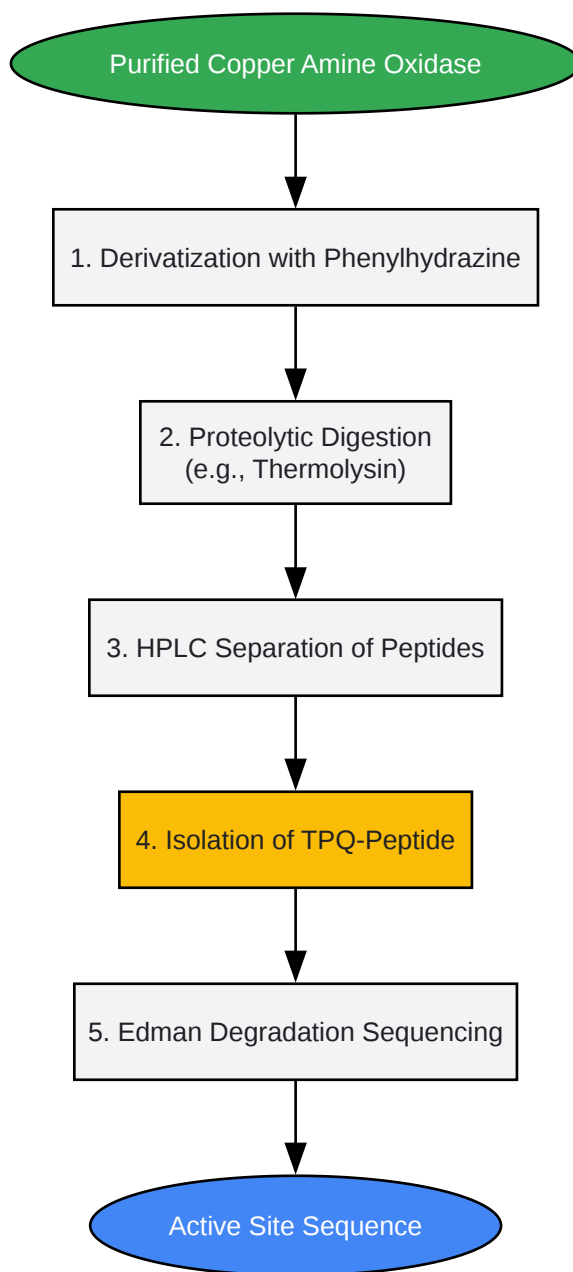 Purified Copper Amine Oxidase
1. Derivatization with Phenylhydrazine
2. Proteolytic Digestion
(e.g., Thermolysin)
3. HPLC Separation of Peptides
4. Isolation of TPQ-Peptide
5. Edman Degradation Sequencing
Active Site Sequence